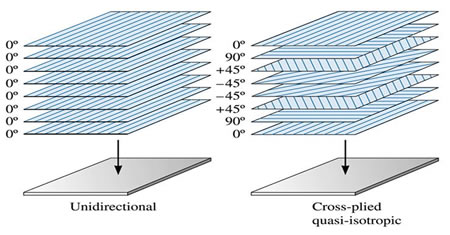 0º 0º
0º 90º
0º +45º
0º −45º
0º −45º
0º +45º
0º 90º
0º 0º
Unidirectional
Cross-plied
quasi-isotropic